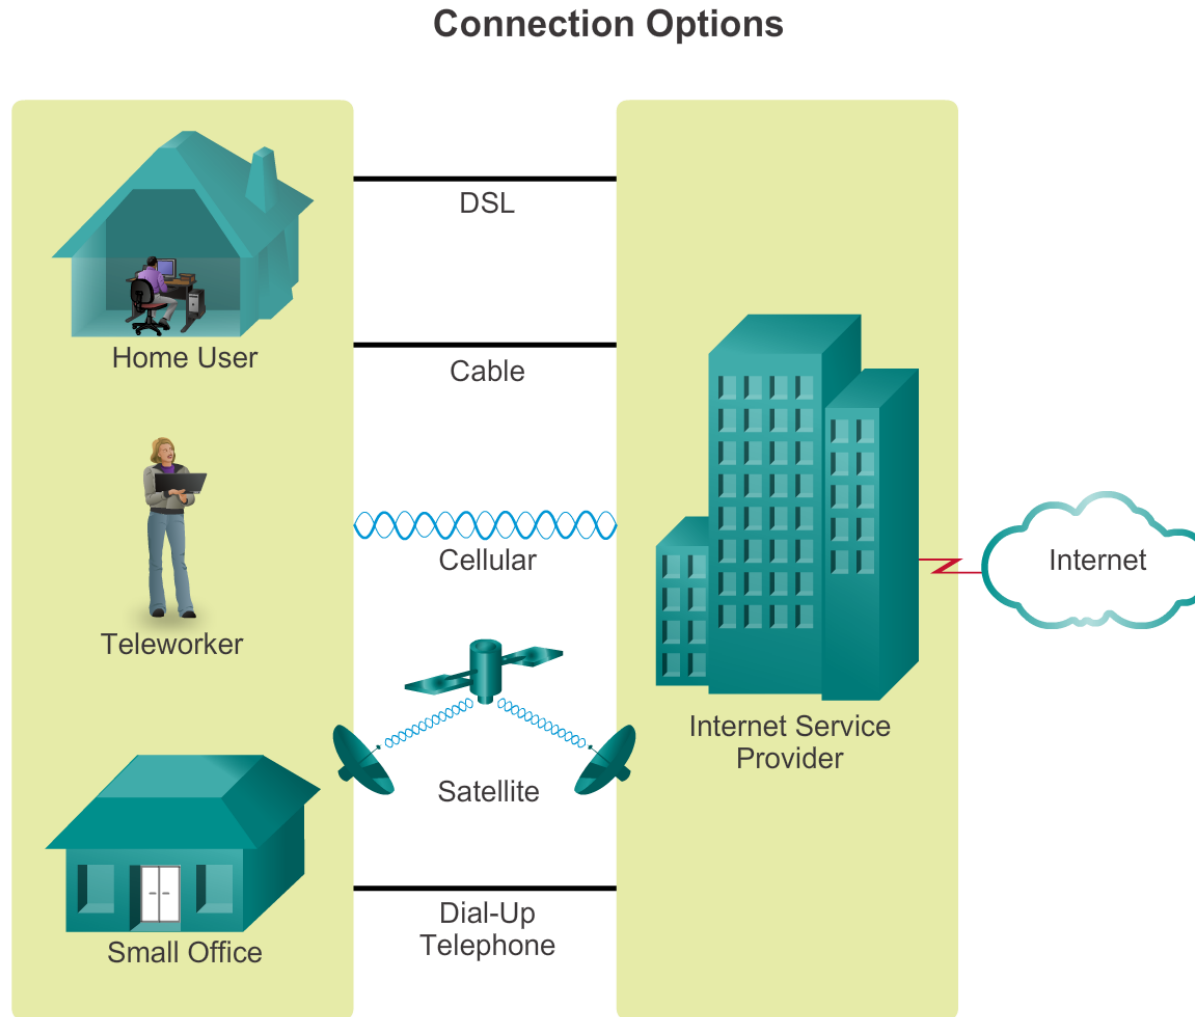 Connection Options
Home User
Teleworker
Small Office
DSL
Cable
Cellular
Satellite
Dial-Up
Telephone
Internet Service
Provider
Internet